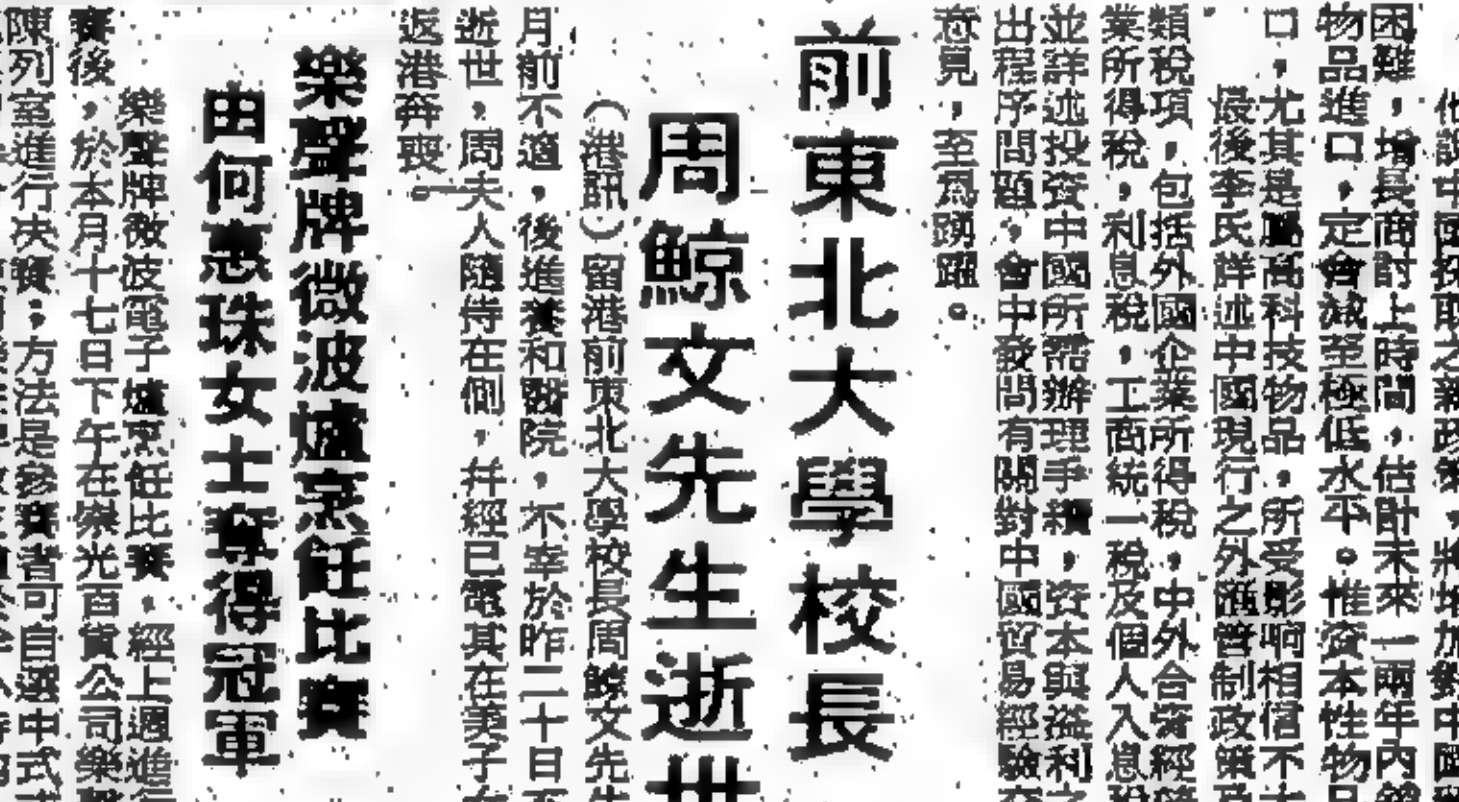 他說中國採取之新政策，將增加對中國
困難，增長商討上時間，估計未來一兩年內
物品進口，定會減至極低水平。惟資本性物品
口，尤其是屬高科技物品，所受影响相信不
最後李氏詳述中國現行之外匯管制政策及
類稅項，包括外國企業所得稅，中外合資經
業所得稅，利息稅，工商統一稅及個人入息稅
並詳述投資中國所需辦理手續，資本與溢利之
出程序問題，會中發問有關對中國貿易經驗交
意見，至爲踴躍。
前東北大學校長
周鯨文先生逝世
（港訊）留港前東北大學校長周鯨文先生
月前不適，後進養和醫院，不幸於昨二十日
逝世，周夫人隨侍在側，幷經已電其在美子
返港奔喪。
樂聲牌微波爐烹飪比賽
由何惠珠女士奪得冠軍
樂聲牌微波電子爐烹飪比賽，經上週進行
賽後，於本月十七日下午在崇光百貨公司樂聲
陳列室進行决賽；方法是參賽者可自選中式